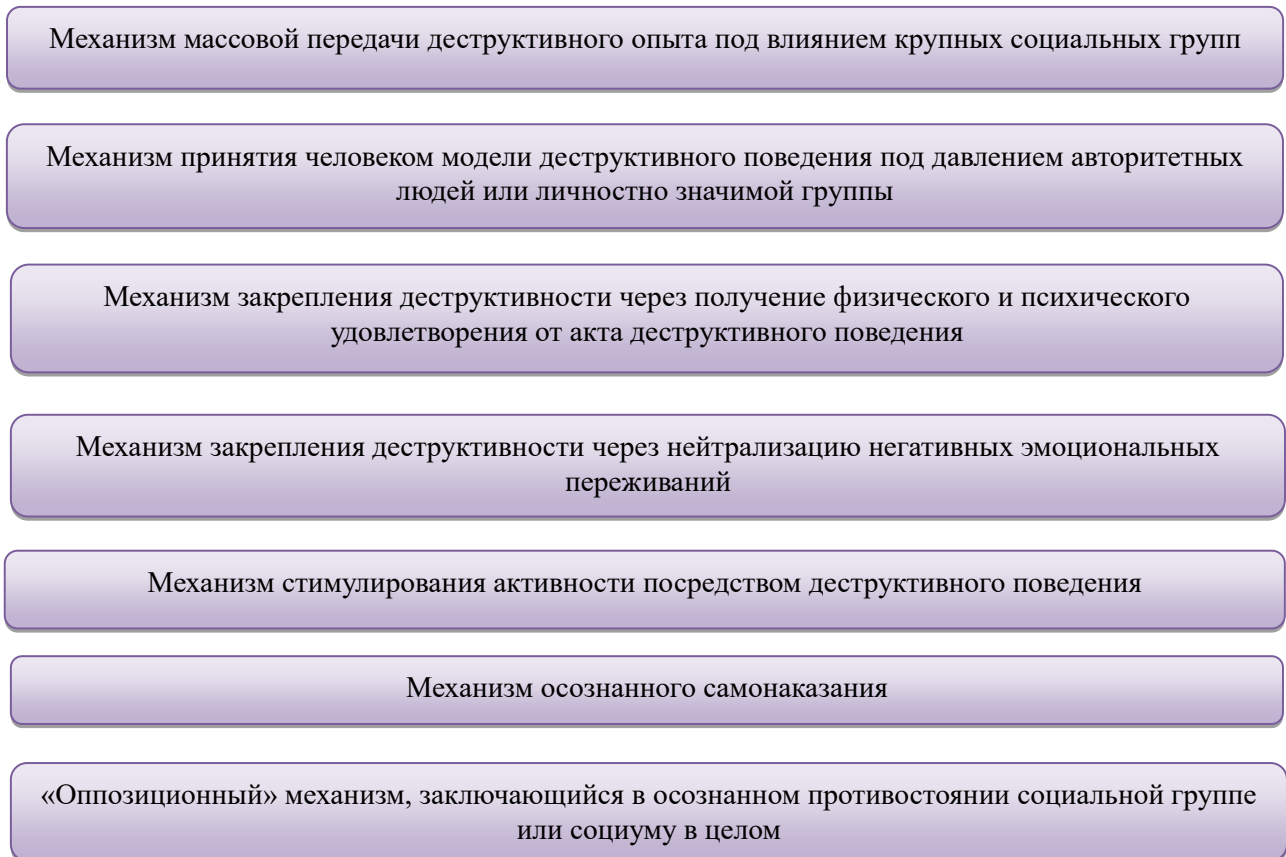 Механизм массовой передачи деструктивного опыта под влиянием крупных социальных групп
Механизм принятия человеком модели деструктивного поведения под давлением авторитетных
людей или личностно значимой группы
Механизм закрепления деструктивности через получение физического и психического
удовлетворения от акта деструктивного поведения
Механизм закрепления деструктивности через нейтрализацию негативных эмоциональных
переживаний
Механизм стимулирования активности посредством деструктивного поведения
Механизм осознанного самонаказания
«Оппозиционный» механизм, заключающийся в осознанном противостоянии социальной группе
или социуму в целом